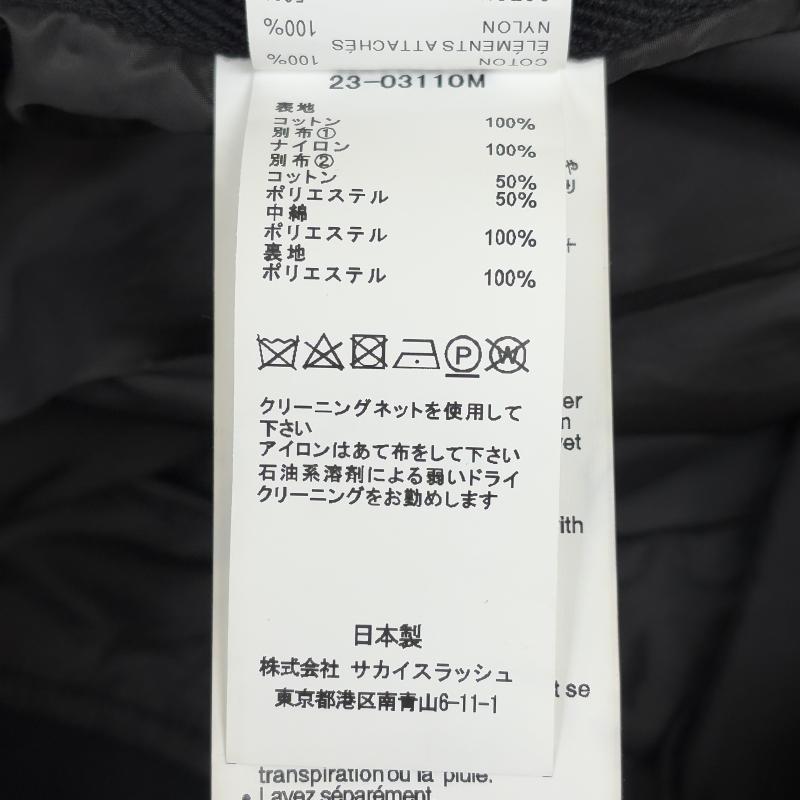 100%
NYLON
ÉLÉMENTS ATTACHÉS
COTON 100%
23-03110M
表地
コットン 100%
別布①
ナイロン 100%
別布②
コットン 50%
ポリエステル 50%
中綿
ポリエステル 100%
裏地
ポリエステル 100%
P W
クリーニングネットを使用して
下さい
アイロンはあて布をして下さい
石油系溶剤による弱いドライ
クリーニングをお勧めします
日本製
株式会社 サカイスラッシュ
東京都港区南青山6-11-1
er
n
vet
ith
t se
transpiration ou la pluie.
Lavez séparément